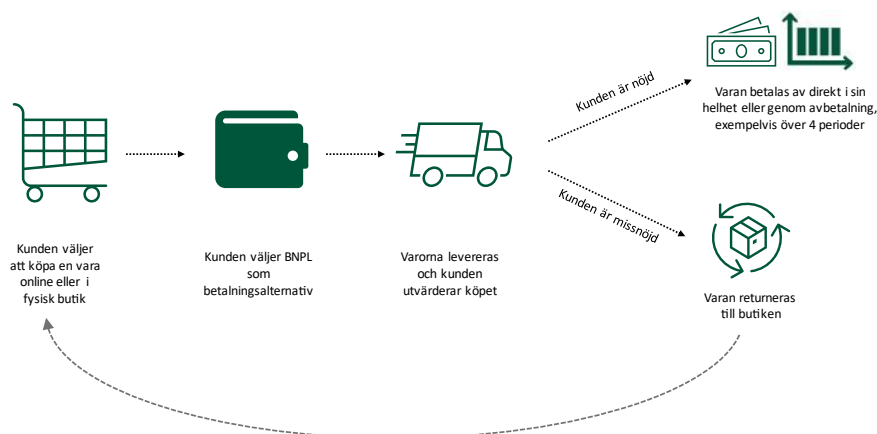 Kunden väljer
att köpa en vara
online eller i
fysisk butik
Kunden väljer BNPL
som
betalningsalternativ
Varorna levereras
och kunden
utvärderar köpet
Kunden är nöjd
Varan betalas av direkt i sin
helhet eller genom avbetalning,
exempelvis över 4 perioder
Kunden är missnöjd
Varan returneras
till butiken